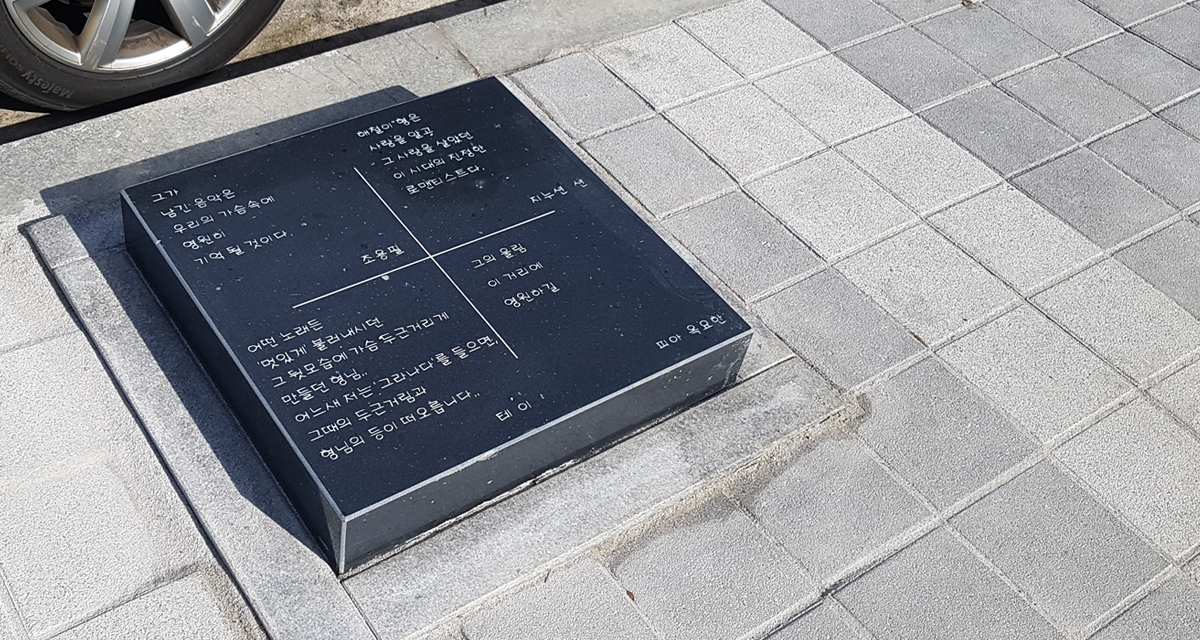 그가
남긴 음악은
우리의 가슴속에
영원히
기억 될 것이다.
조용필
해철이 형은
사랑을 알고
그 사랑을 실천했던
이 시대의 진정한
로맨티스트다.
지누션 션
어떤 노래든
'멋있게' 불러내시던
그 뒷모습에 가슴 두근거리게
만들던 형님..
어느새 저는 '그라나다'를 들으면,
그때의 두근거림과
형님의 등이 떠오릅니다..
테이
그의 울림
이 거리에
영원하길
피아 옥요한
Majesty